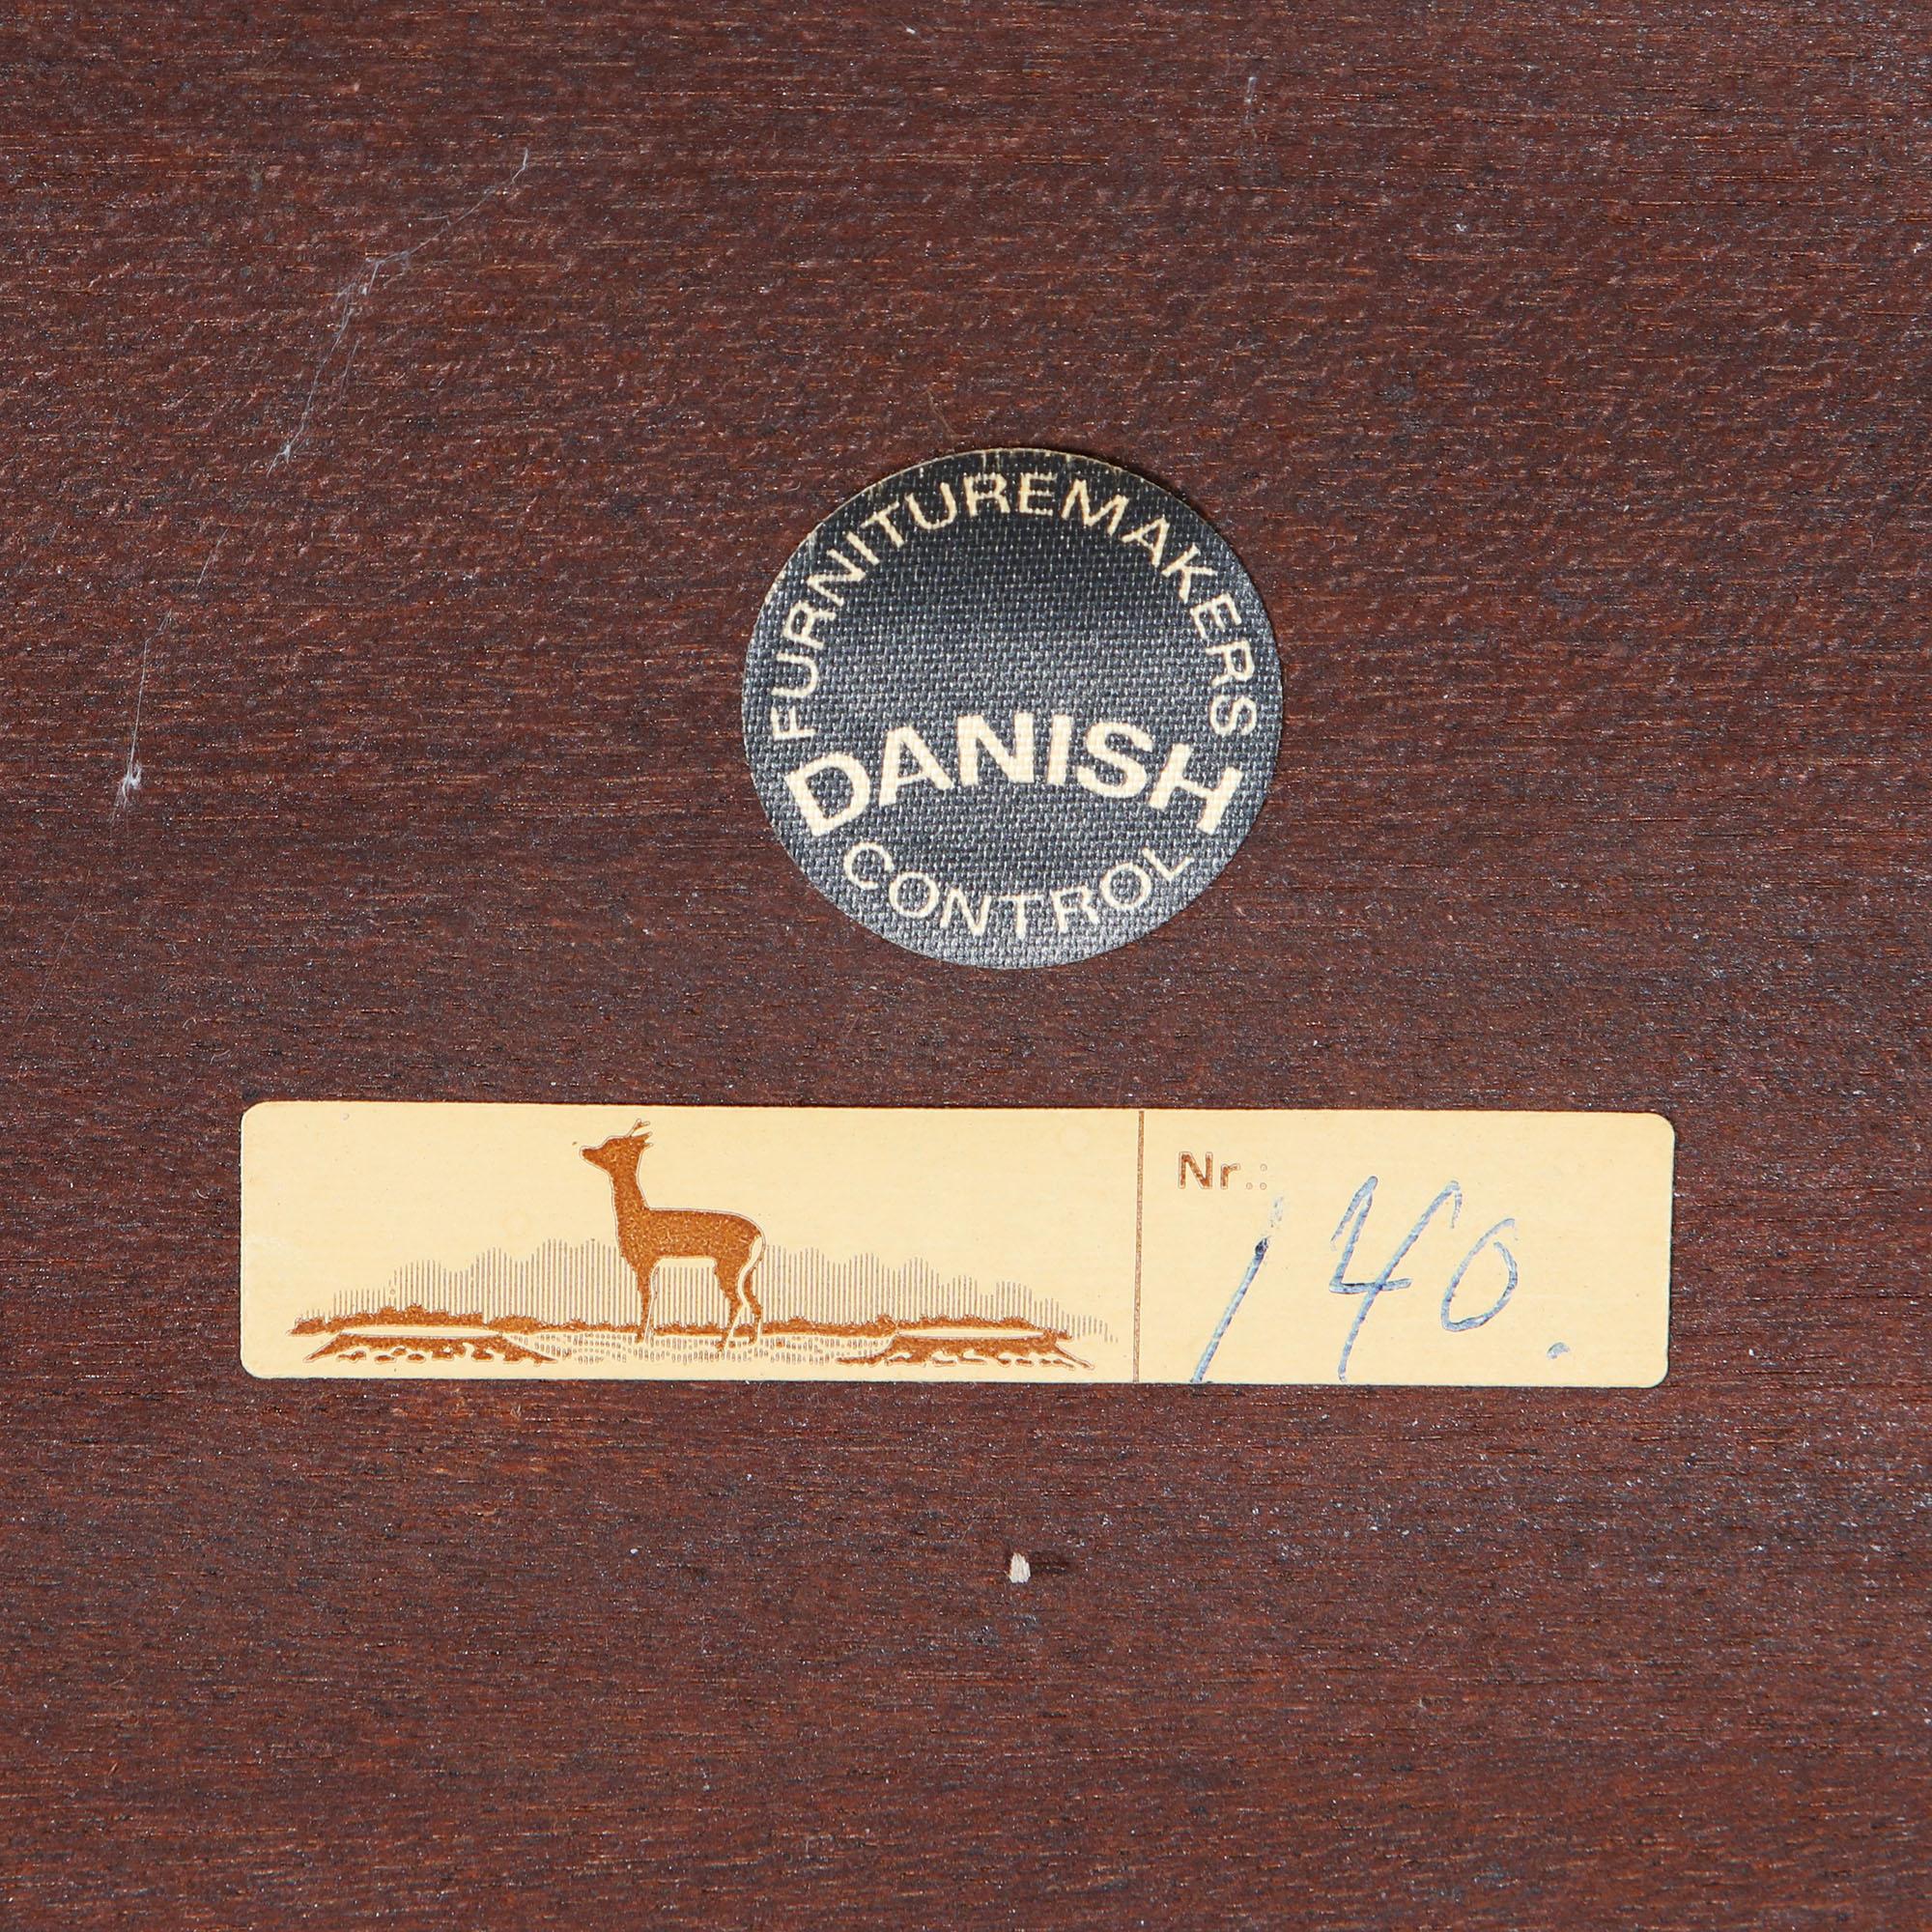 FURNITUREMAKERS
DANISH
CONTROL
Nr.: 140.